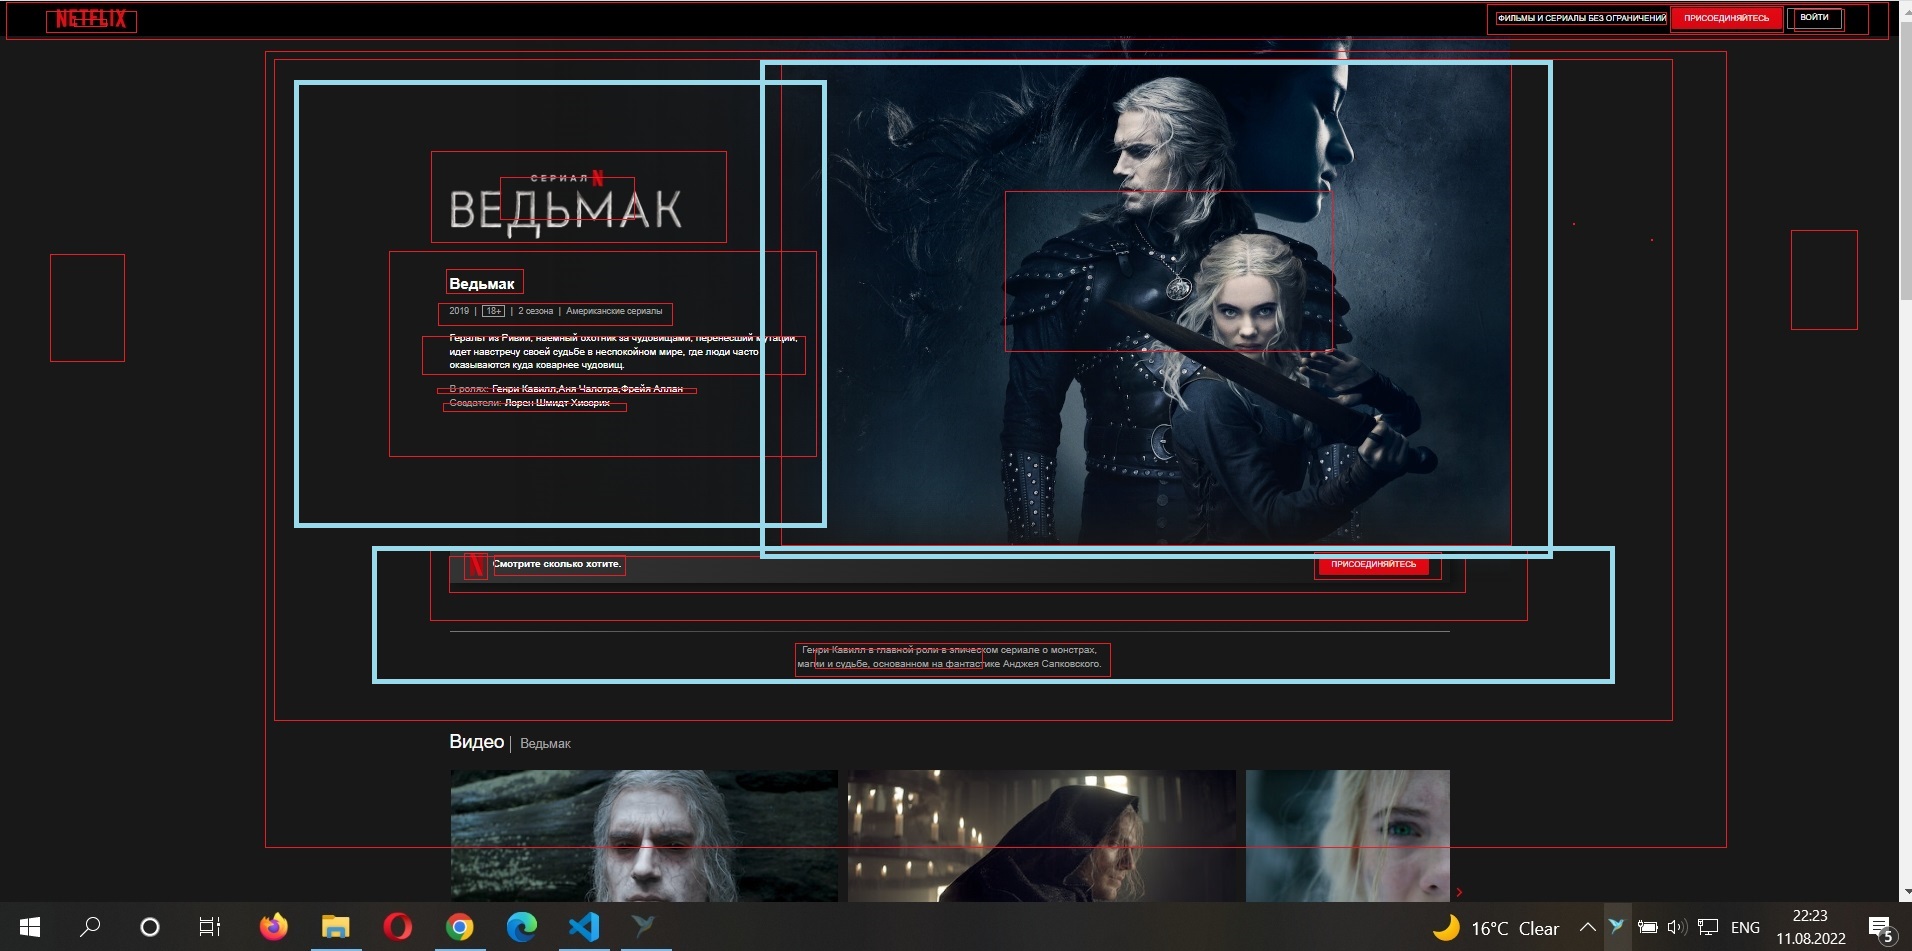 NETFLIX
ФИЛЬМЫ И СЕРИАЛЫ БЕЗ ОГРАНИЧЕНИЙ
ПРИСОЕДИНЯЙТЕСЬ
ВОЙТИ
СЕРИАЛ N
ВЕДЬМАК
Ведьмак
2019 | 18+ | 2 сезона | Американские сериалы
Геральт из Ривии, наемный охотник за чудовищами, перенесший мутации,
идет навстречу своей судьбе в неспокойном мире, где люди часто
оказываются куда коварнее чудовищ.
В ролях: Генри Кавилл,Аня Чалотра,Фрейя Аллан
Создатели: Лорен Шмидт Хиссрих
N Смотрите сколько хотите.
ПРИСОЕДИНЯЙТЕСЬ
Генри Кавилл в главной роли в эпическом сериале о монстрах,
магии и судьбе, основанном на фантастике Анджея Сапковского.
Видео | Ведьмак
16°C Clear
ENG
22:23
11.08.2022
5